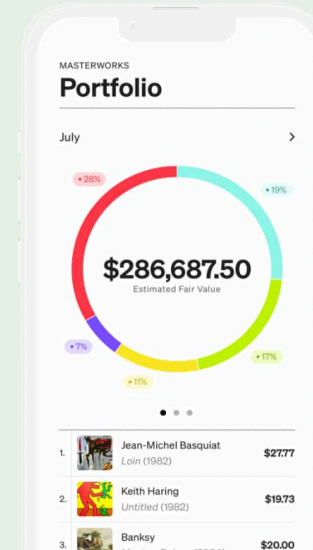 MASTERWORKS
Portfolio
July
• 28%
• 19%
$286,687.50
Estimated Fair Value
• 7%
• 17%
• 11%
1. Jean-Michel Basquiat $27.77
Loin (1982)
2. Keith Haring $19.73
Untitled (1982)
3. Banksy $20.00